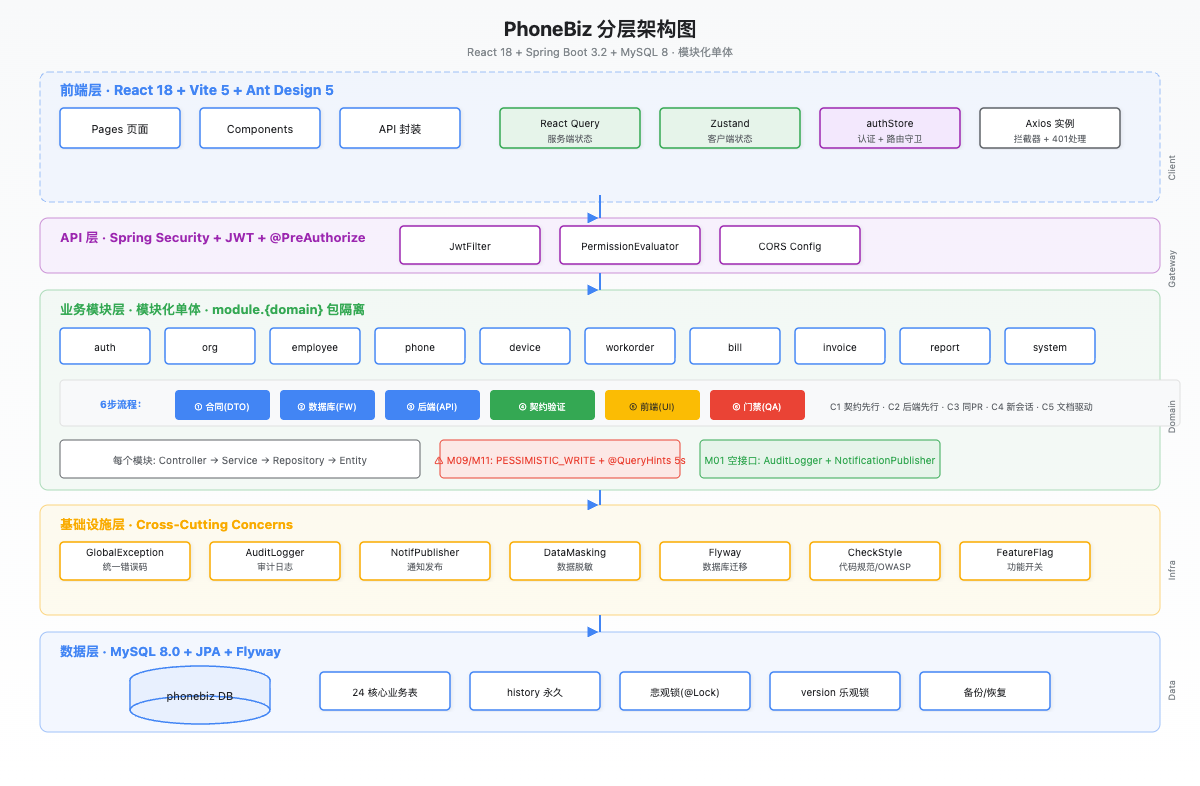 PhoneBiz 分层架构图
React 18 + Spring Boot 3.2 + MySQL 8 · 模块化单体
前端层 · React 18 + Vite 5 + Ant Design 5
Pages 页面
Components
API 封装
React Query
服务端状态
Zustand
客户端状态
authStore
认证 + 路由守卫
Axios 实例
拦截器 + 401处理
Client
API 层 · Spring Security + JWT + @PreAuthorize
JwtFilter
PermissionEvaluator
CORS Config
Gateway
业务模块层 · 模块化单体 · module.{domain} 包隔离
auth
org
employee
phone
device
workorder
bill
invoice
report
system
6步流程:
① 合同(DTO)
② 数据库(FW)
③ 后端(API)
④ 契约验证
⑤ 前端(UI)
⑥ 门禁(QA)
C1 契约先行 · C2 后端先行 · C3 同PR · C4 新会话 · C5 文档驱动
Domain
每个模块: Controller → Service → Repository → Entity
⚠ M09/M11: PESSIMISTIC_WRITE + @QueryHints 5s
M01 空接口: AuditLogger + NotificationPublisher
基础设施层 · Cross-Cutting Concerns
GlobalException
统一错误码
AuditLogger
审计日志
NotifPublisher
通知发布
DataMasking
数据脱敏
Flyway
数据库迁移
CheckStyle
代码规范/OWASP
FeatureFlag
功能开关
Infra
数据层 · MySQL 8.0 + JPA + Flyway
phonebiz DB
24 核心业务表
history 永久
悲观锁(@Lock)
version 乐观锁
备份/恢复
Data